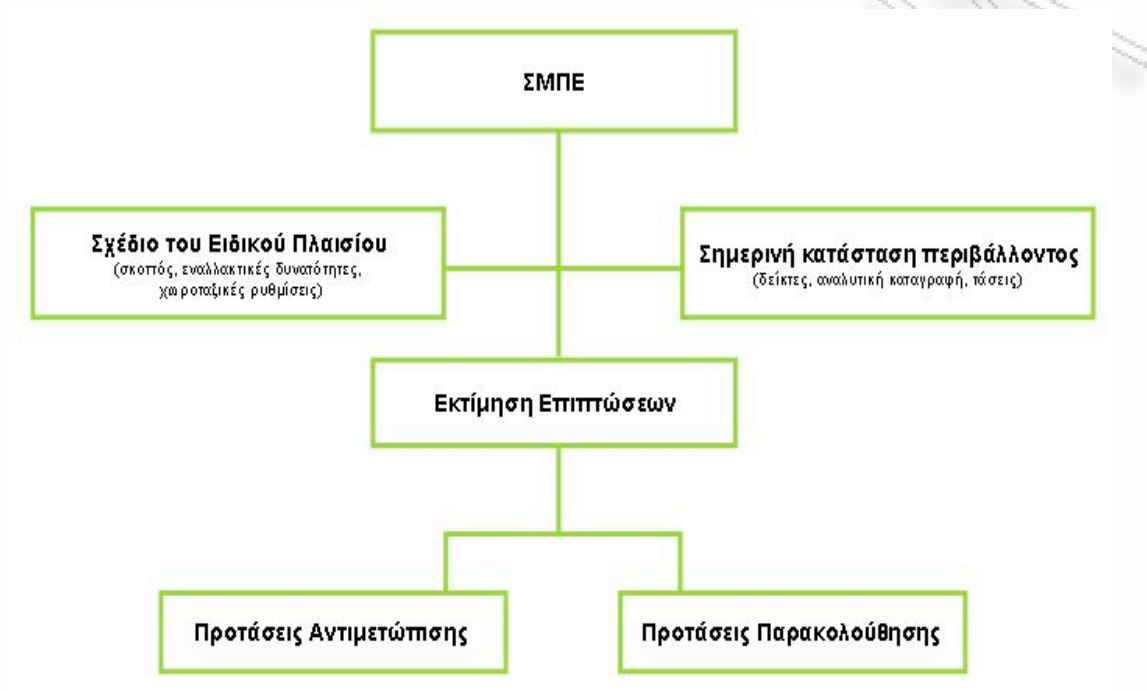 ΣΜΠΕ
Σχέδιο του Ειδικού Πλαισίου
(σκοπός, εναλλακτικές δυνατότητες,
χωροταξικές ρυθμίσεις)
Σημερινή κατάσταση περιβάλλοντος
(δείκτες, αναλυτική καταγραφή, τάσεις)
Εκτίμηση Επιπτώσεων
Προτάσεις Αντιμετώπισης
Προτάσεις Παρακολούθησης